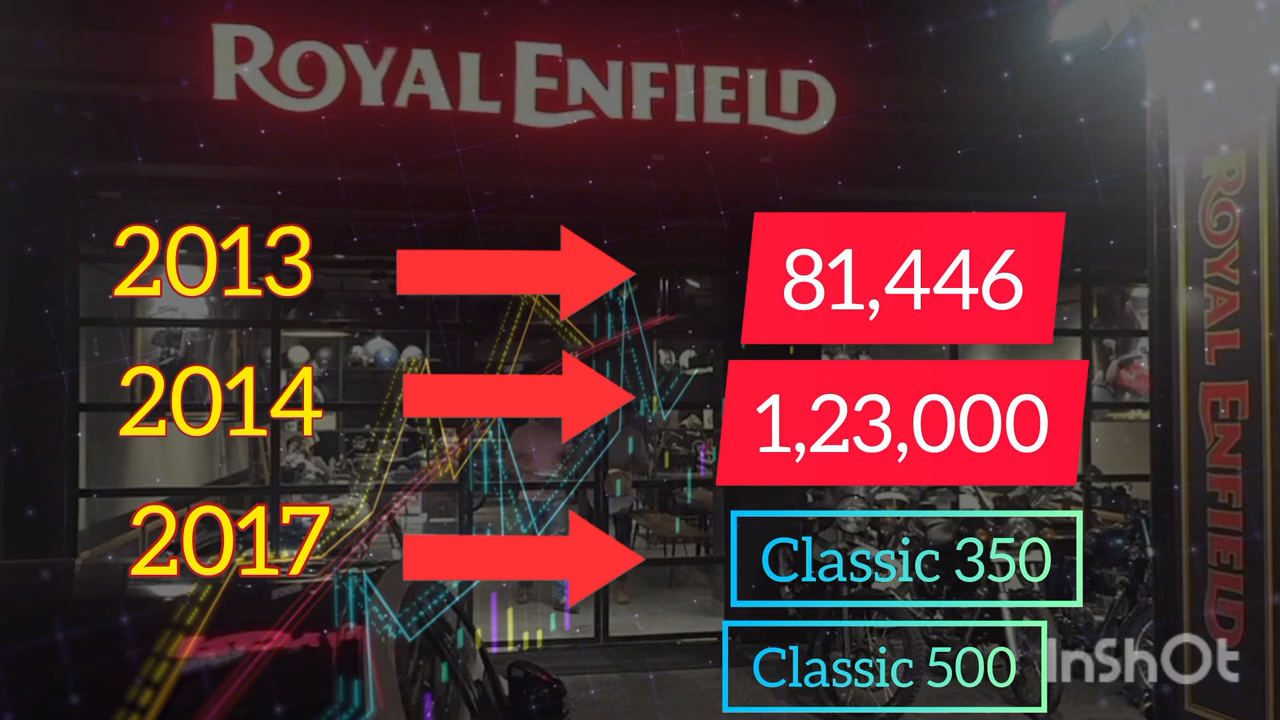 ROYAL ENFIELD
2013
81,446
2014
1,23,000
2017
Classic 350
Classic 500
ROYAL ENFIELD
InShOt